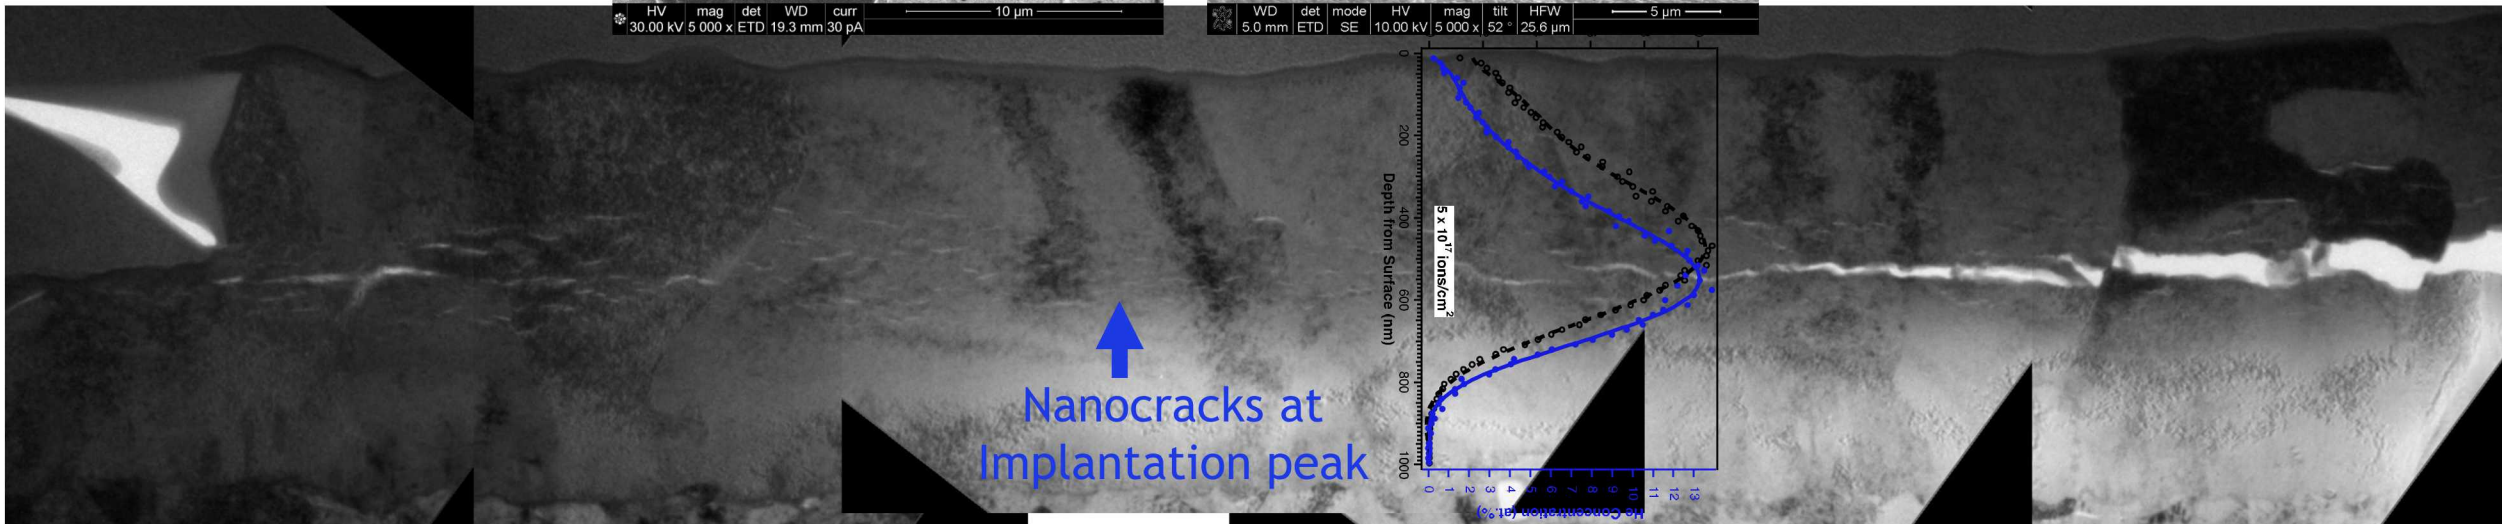 HV mag det WD curr
30.00 kV 5 000 x ETD 19.3 mm 30 pA
10 µm
WD det mode HV mag tilt HFW
5.0 mm ETD SE 10.00 kV 5 000 x 52 ° 25.6 µm
5 µm
0
200
400
600
800
1000
Depth from Surface (nm)
5 x 10¹⁷ ions/cm²
Nanocracks at
Implantation peak
0 1 2 3 4 5 6 7 8 9 10 11 12 13
He Concentration (at.%)